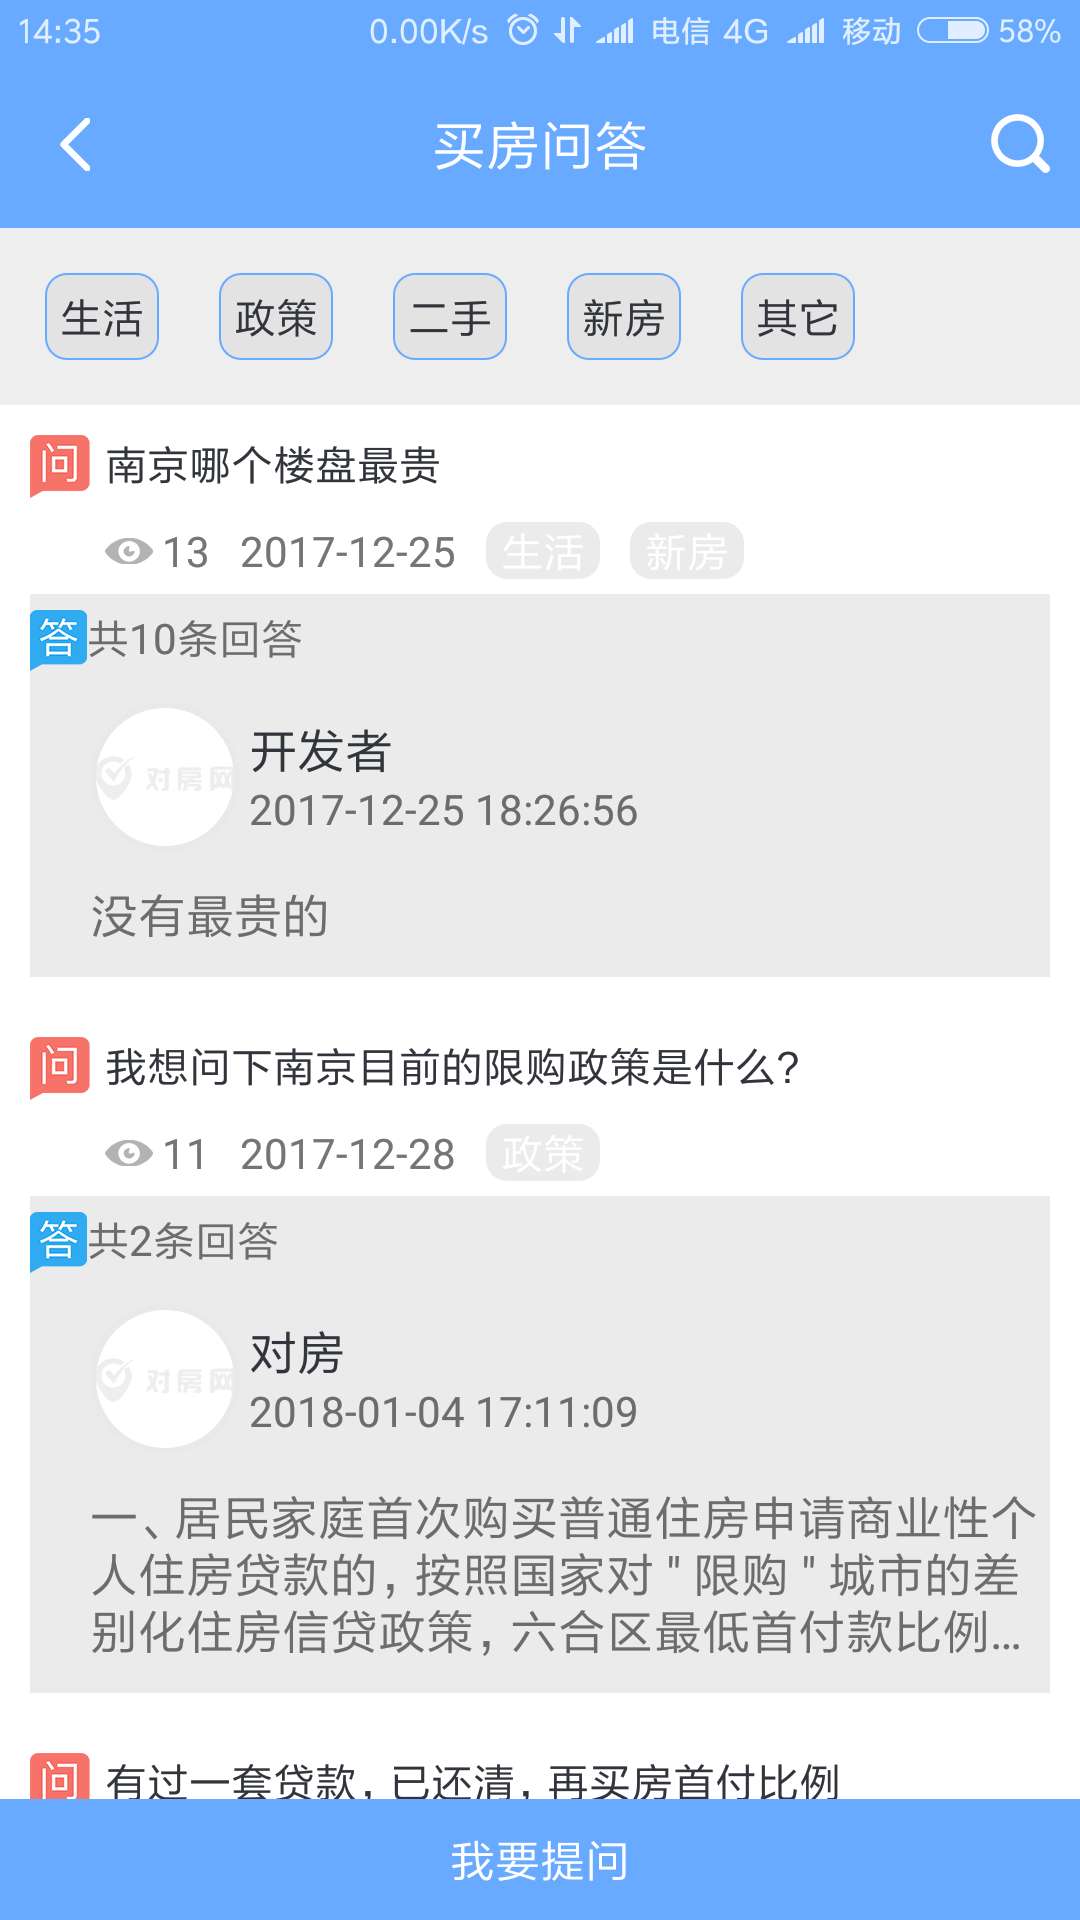 14:35 0.00K/s 电信 4G 移动 58%
买房问答
生活 政策 二手 新房 其它
问 南京哪个楼盘最贵
13 2017-12-25 生活 新房
答 共10条回答
对房网 开发者
2017-12-25 18:26:56
没有最贵的
问 我想问下南京目前的限购政策是什么?
11 2017-12-28 政策
答 共2条回答
对房网 对房
2018-01-04 17:11:09
一、居民家庭首次购买普通住房申请商业性个
人住房贷款的,按照国家对"限购"城市的差
别化住房信贷政策,六合区最低首付款比例...
问 有过一套贷款,已还清,再买房首付比例
我要提问